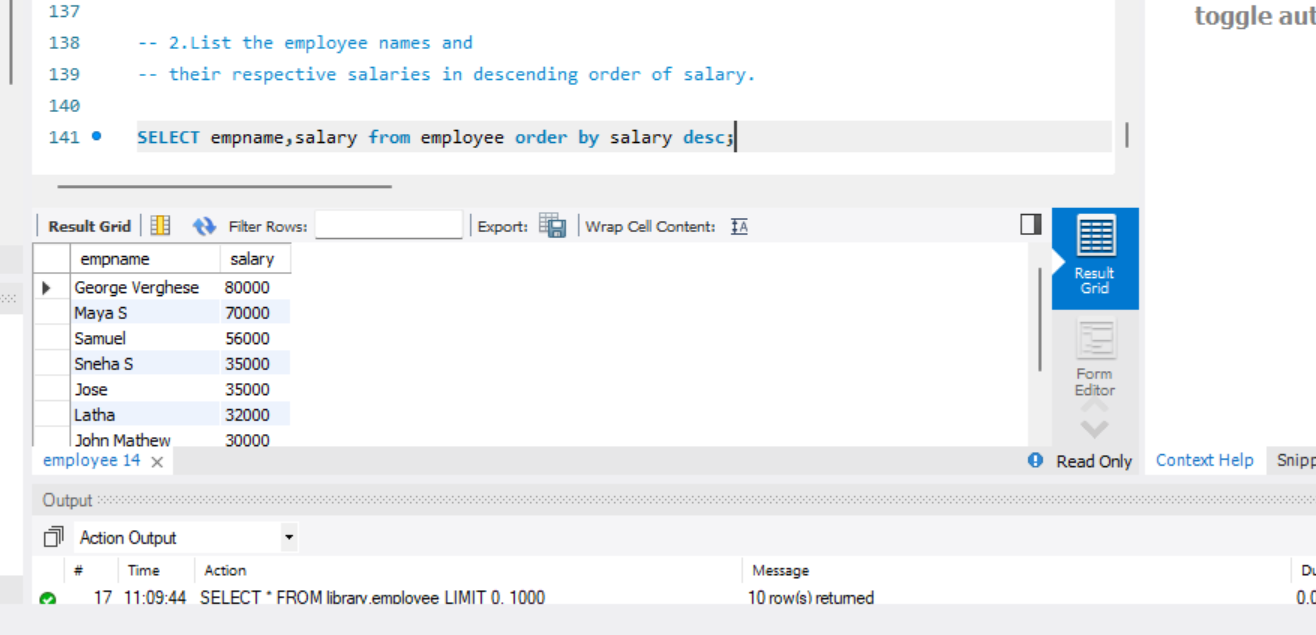 137
toggle aut
138 -- 2.List the employee names and
139 -- their respective salaries in descending order of salary.
140
141 SELECT empname,salary from employee order by salary desc;
Result Grid Filter Rows: Export: Wrap Cell Content: IA
empname salary
George Verghese 80000
Maya S 70000
Samuel 56000
Sneha S 35000
Jose 35000
Latha 32000
John Mathew 30000
Result
Grid
Form
Editor
employee 14 Read Only Context Help Snipp
Output
Action Output
# Time Action Message Du
17 11:09:44 SELECT * FROM library.employee LIMIT 0, 1000 10 row(s) returned 0.0